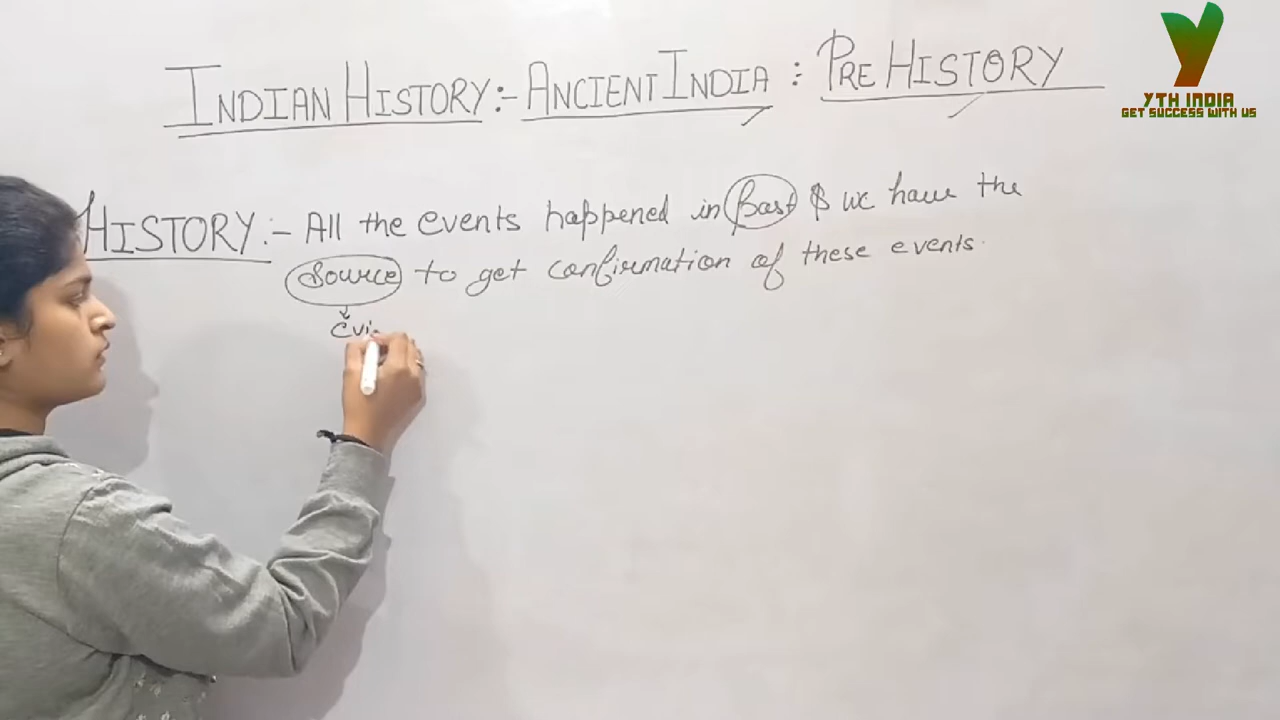 INDIAN HISTORY:- ANCIENT INDIA : PRE HISTORY
YTH INDIA
GET SUCCESS WITH US
HISTORY:- All the events happened in Past & we have the
Source to get confirmation of these events.
Evi